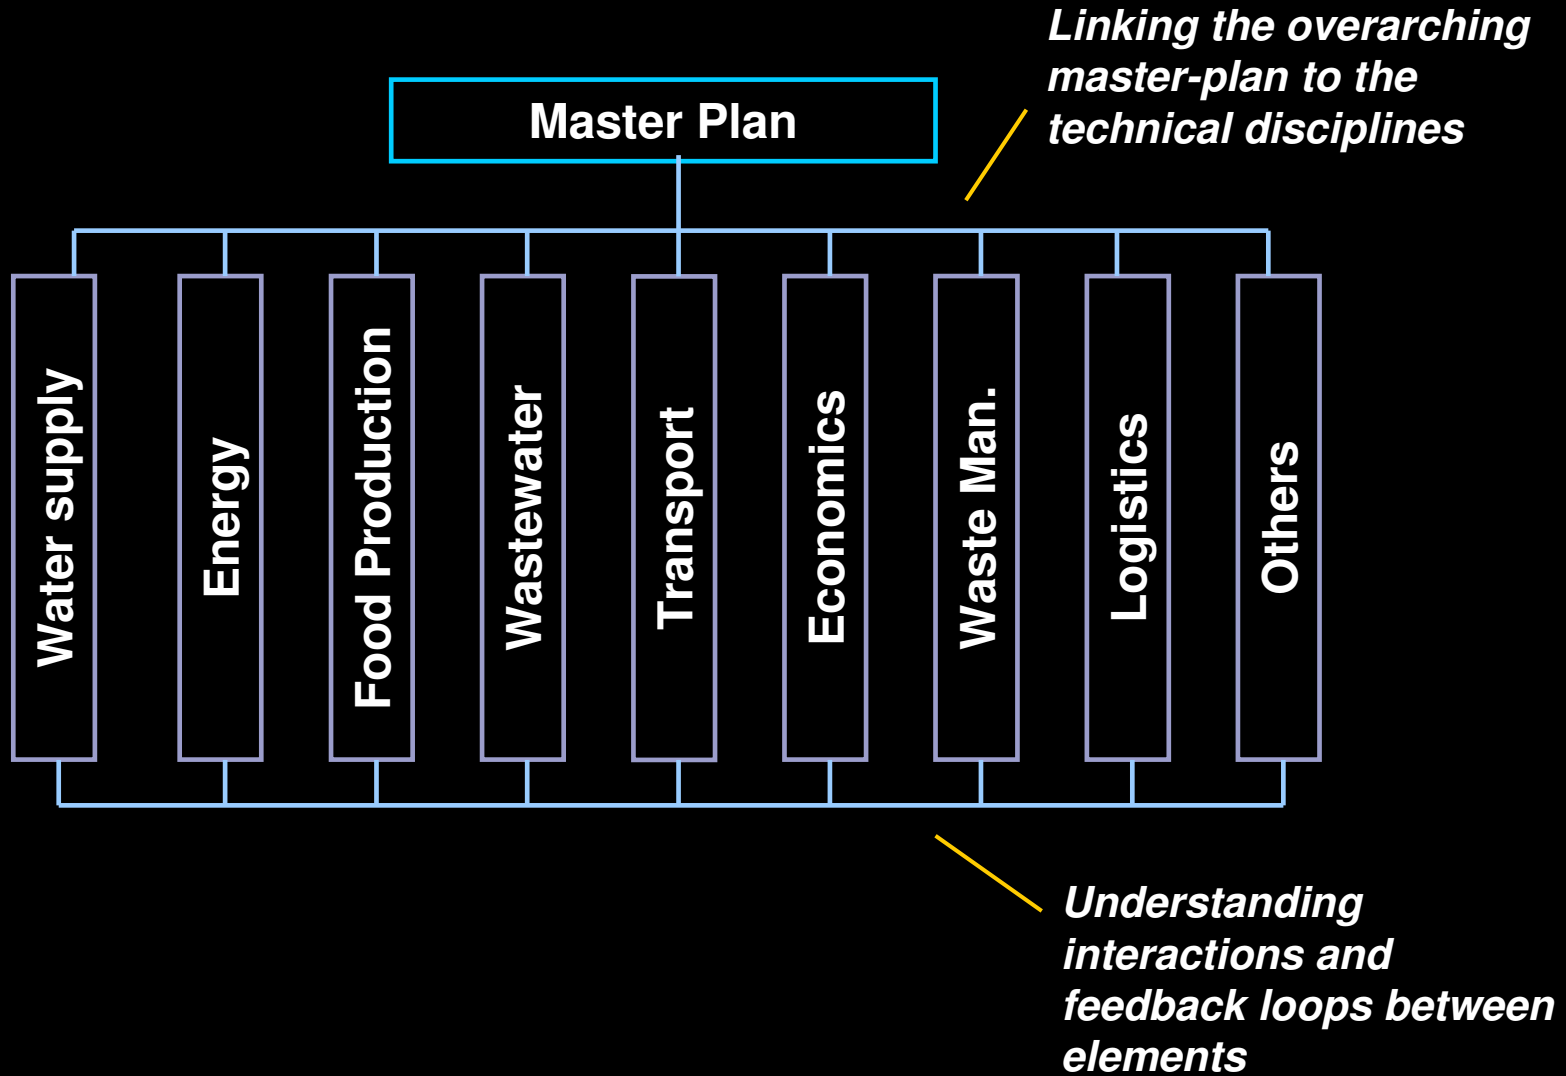 Linking the overarching
master-plan to the
technical disciplines
Master Plan
Water supply
Energy
Food Production
Wastewater
Transport
Economics
Waste Man.
Logistics
Others
Understanding
interactions and
feedback loops between
elements